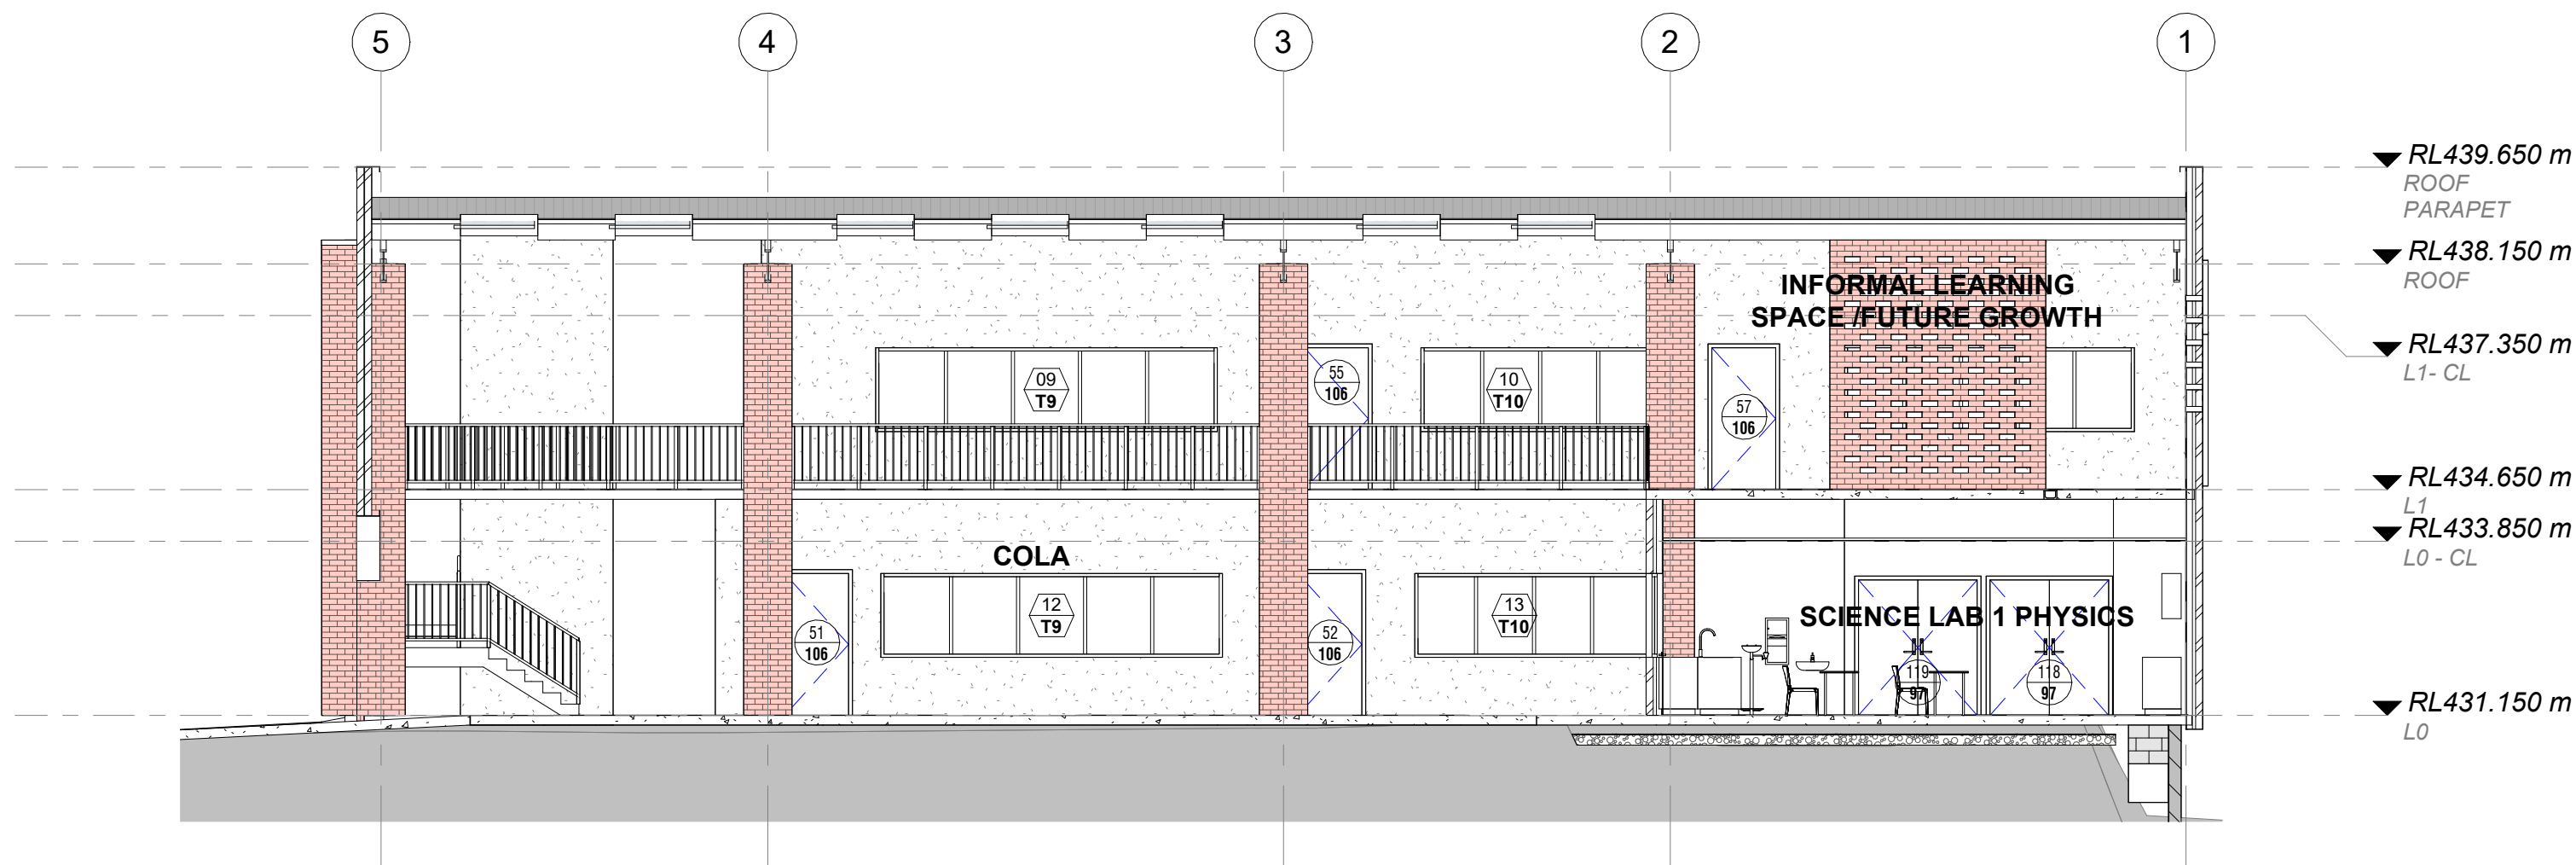 5
4
3
2
1
RL439.650 m
ROOF
PARAPET
RL438.150 m
ROOF
INFORMAL LEARNING
SPACE /FUTURE GROWTH
RL437.350 m
L1- CL
09
T9
55
106
10
T10
57
106
RL434.650 m
L1
RL433.850 m
L0 - CL
COLA
12
T9
13
T10
51
106
52
106
SCIENCE LAB 1 PHYSICS
119
97
118
97
RL431.150 m
L0